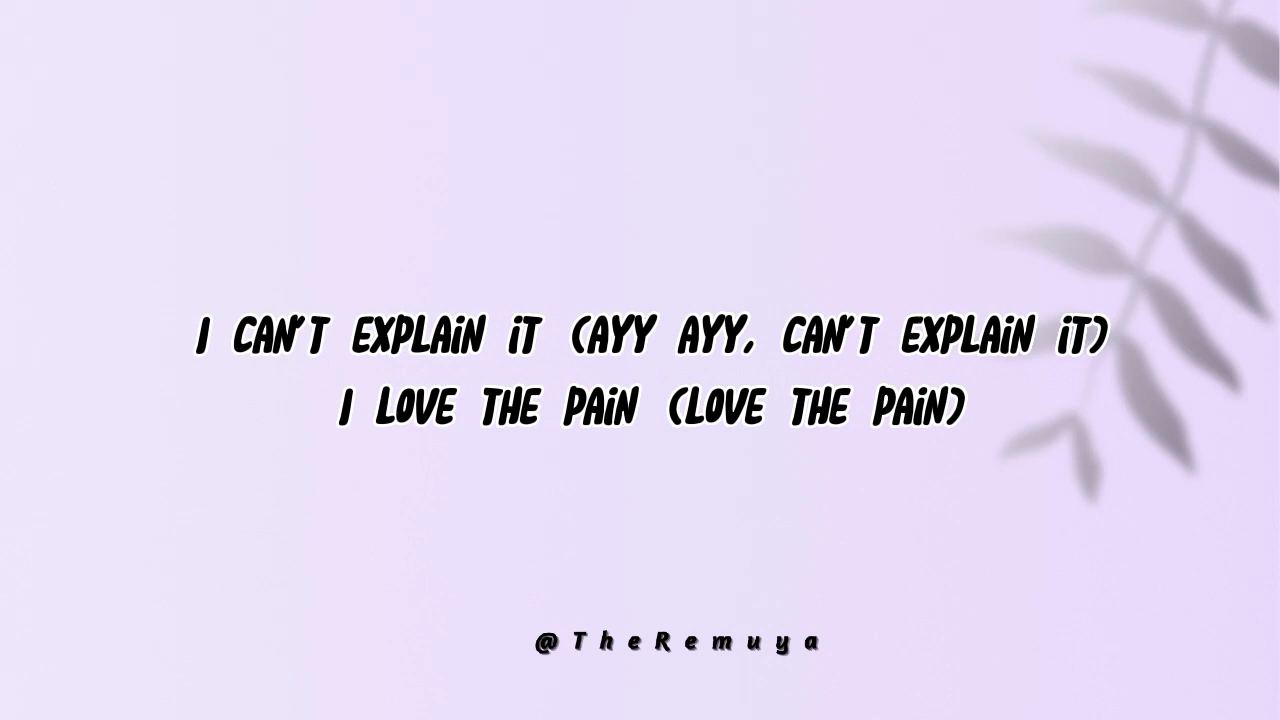 I CAN'T EXPLAIN IT (AYY AYY, CAN'T EXPLAIN IT)
I LOVE THE PAIN (LOVE THE PAIN)
@TheRemuya